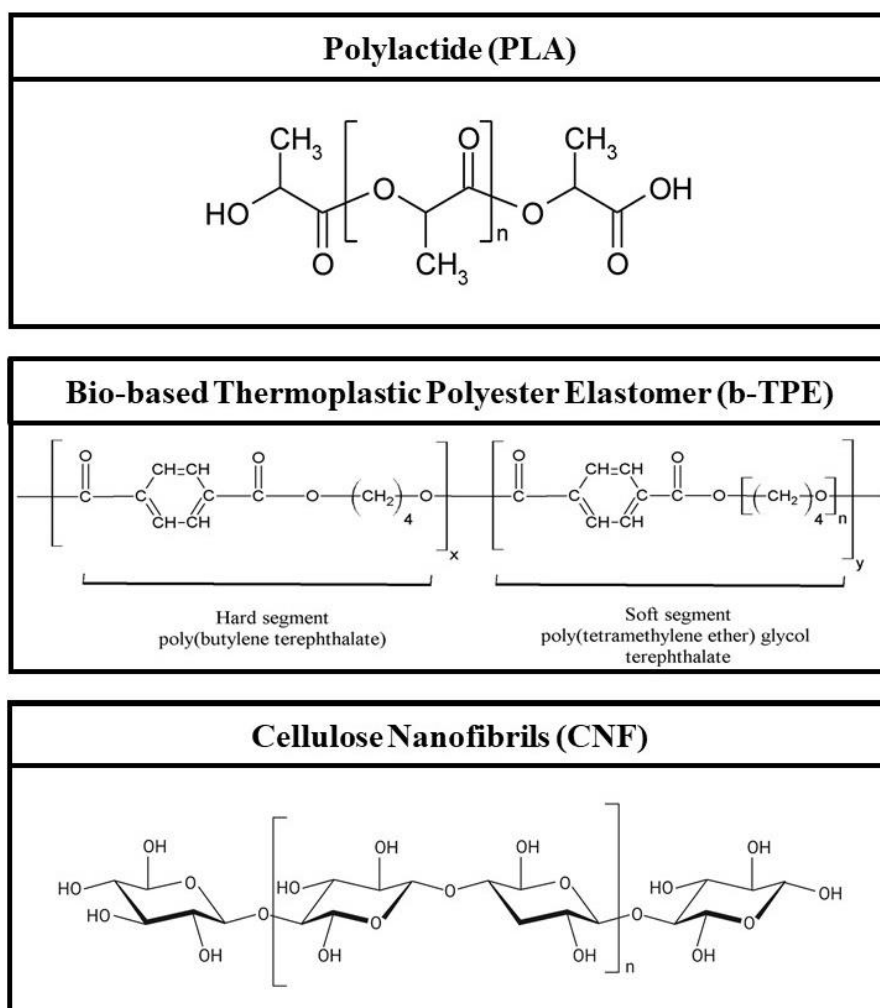 Polylactide (PLA)
CH3 O CH3
HO O O OH
n
O CH3 O
Bio-based Thermoplastic Polyester Elastomer (b-TPE)
O CH=CH O O CH=CH O
C C C C O (CH2)4 O C C C C O [(CH2)4 O]n
CH-CH CH-CH
x y
Hard segment
poly(butylene terephthalate)
Soft segment
poly(tetramethylene ether) glycol
terephthalate
Cellulose Nanofibrils (CNF)
OH OH OH OH
HO O HO O O HO OH
HO O O O O
OH OH OH OH
n